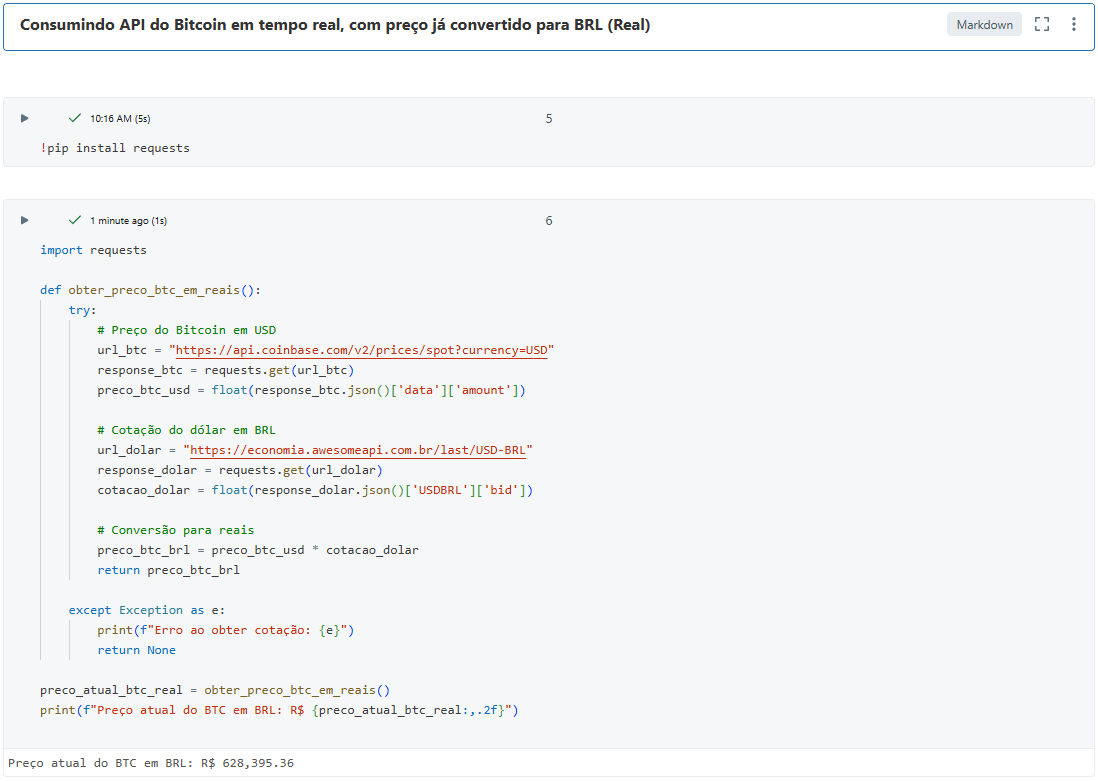 Consumindo API do Bitcoin em tempo real, com preço já convertido para BRL (Real)
Markdown
10:16 AM (5s)
5
!pip install requests
1 minute ago (1s)
6
import requests
def obter_preco_btc_em_reais():
    try:
        # Preço do Bitcoin em USD
        url_btc = "https://api.coinbase.com/v2/prices/spot?currency=USD"
        response_btc = requests.get(url_btc)
        preco_btc_usd = float(response_btc.json()['data']['amount'])
        # Cotação do dólar em BRL
        url_dolar = "https://economia.awesomeapi.com.br/last/USD-BRL"
        response_dolar = requests.get(url_dolar)
        cotacao_dolar = float(response_dolar.json()['USDBRL']['bid'])
        # Conversão para reais
        preco_btc_brl = preco_btc_usd * cotacao_dolar
        return preco_btc_brl
    except Exception as e:
        print(f"Erro ao obter cotação: {e}")
        return None
preco_atual_btc_real = obter_preco_btc_em_reais()
print(f"Preço atual do BTC em BRL: R$ {preco_atual_btc_real:,.2f}")
Preço atual do BTC em BRL: R$ 628,395.36